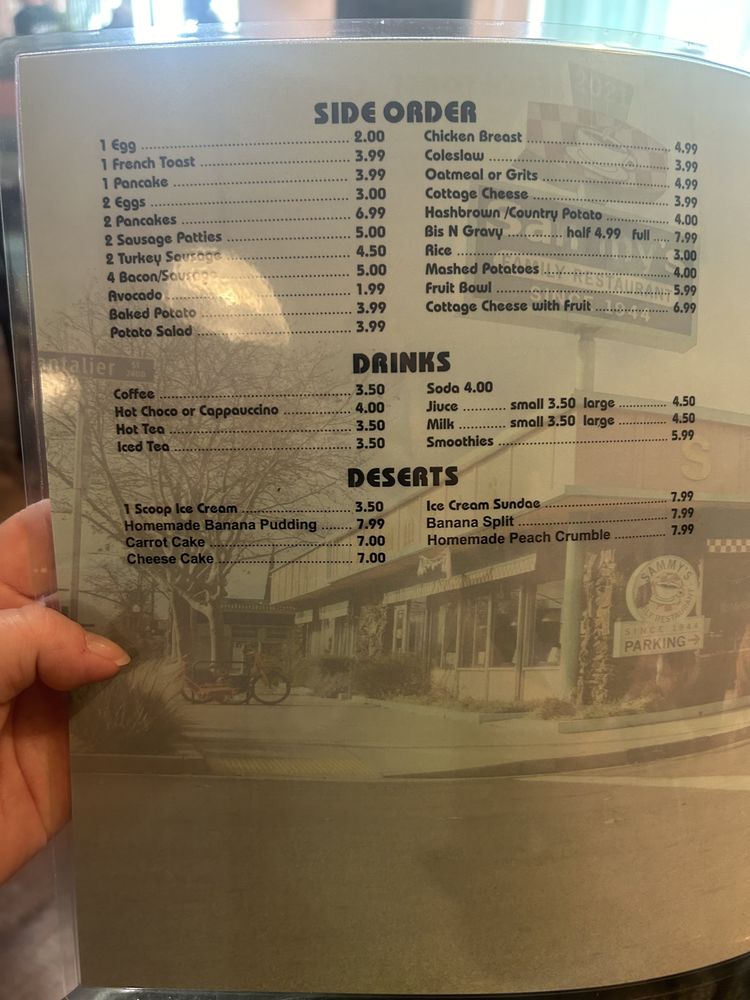 SIDE ORDER
1 Egg 2.00
1 French Toast 3.99
1 Pancake 3.99
2 Eggs 3.00
2 Pancakes 6.99
2 Sausage Patties 5.00
2 Turkey Sausage 4.50
4 Bacon/Sausage 5.00
Avocado 1.99
Baked Potato 3.99
Potato Salad 3.99
Chicken Breast 4.99
Coleslaw 3.99
Oatmeal or Grits 4.99
Cottage Cheese 3.99
Hashbrown /Country Potato 4.00
Bis N Gravy half 4.99 full 7.99
Rice 3.00
Mashed Potatoes 4.00
Fruit Bowl 5.99
Cottage Cheese with Fruit 6.99
DRINKS
Coffee 3.50
Hot Choco or Cappauccino 4.00
Hot Tea 3.50
Iced Tea 3.50
Soda 4.00
Jiuce small 3.50 large 4.50
Milk small 3.50 large 4.50
Smoothies 5.99
DESERTS
1 Scoop Ice Cream 3.50
Homemade Banana Pudding 7.99
Carrot Cake 7.00
Cheese Cake 7.00
Ice Cream Sundae 7.99
Banana Split 7.99
Homemade Peach Crumble 7.99
2021
FAMILY RESTAURANT
1944
ST
2400
SAMMY'S
SINCE 1944
PARKING→